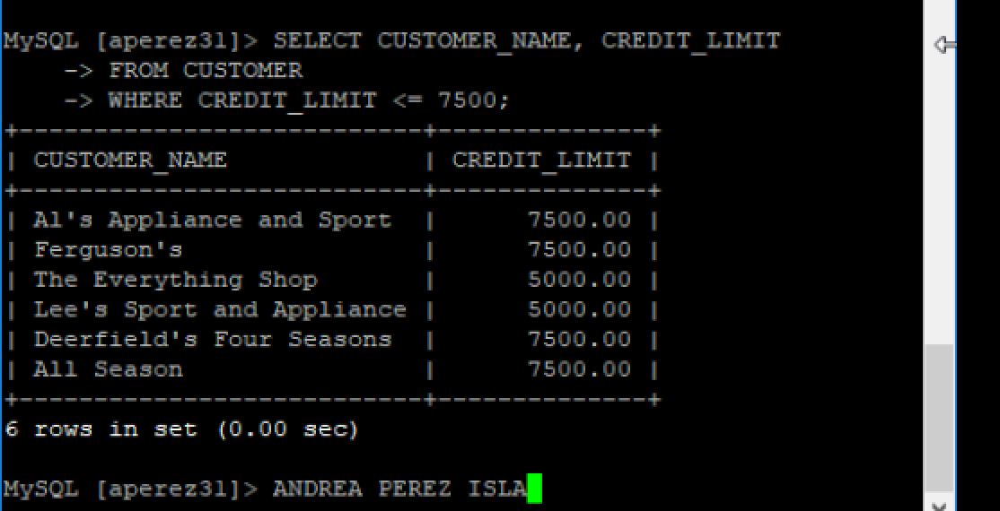 MySQL [aperez31]> SELECT CUSTOMER_NAME, CREDIT_LIMIT
    -> FROM CUSTOMER
    -> WHERE CREDIT_LIMIT <= 7500;
+---------------------------+--------------+
| CUSTOMER_NAME             | CREDIT_LIMIT |
+---------------------------+--------------+
| Al's Appliance and Sport  |      7500.00 |
| Ferguson's                |      7500.00 |
| The Everything Shop       |      5000.00 |
| Lee's Sport and Appliance |      5000.00 |
| Deerfield's Four Seasons  |      7500.00 |
| All Season                |      7500.00 |
+---------------------------+--------------+
6 rows in set (0.00 sec)
MySQL [aperez31]> ANDREA PEREZ ISLA